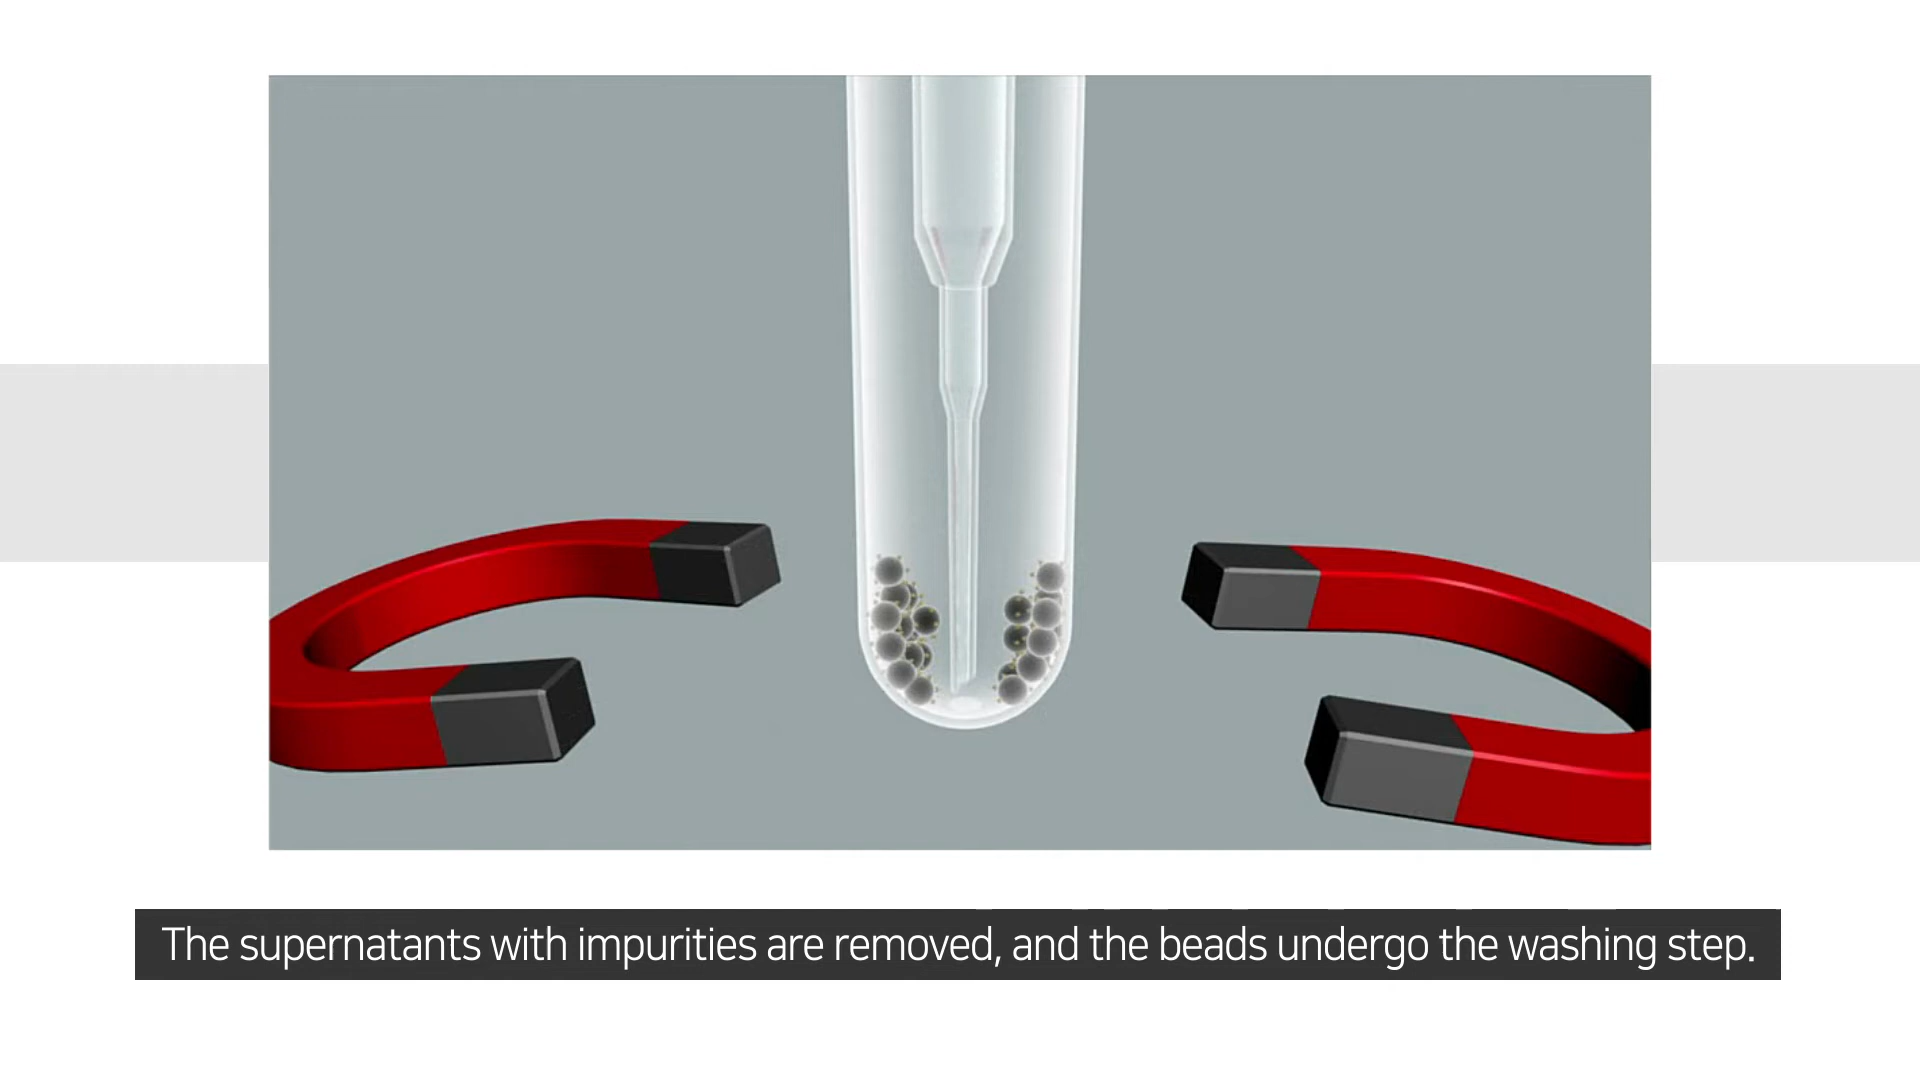 The supernatants with impurities are removed, and the beads undergo the washing step.